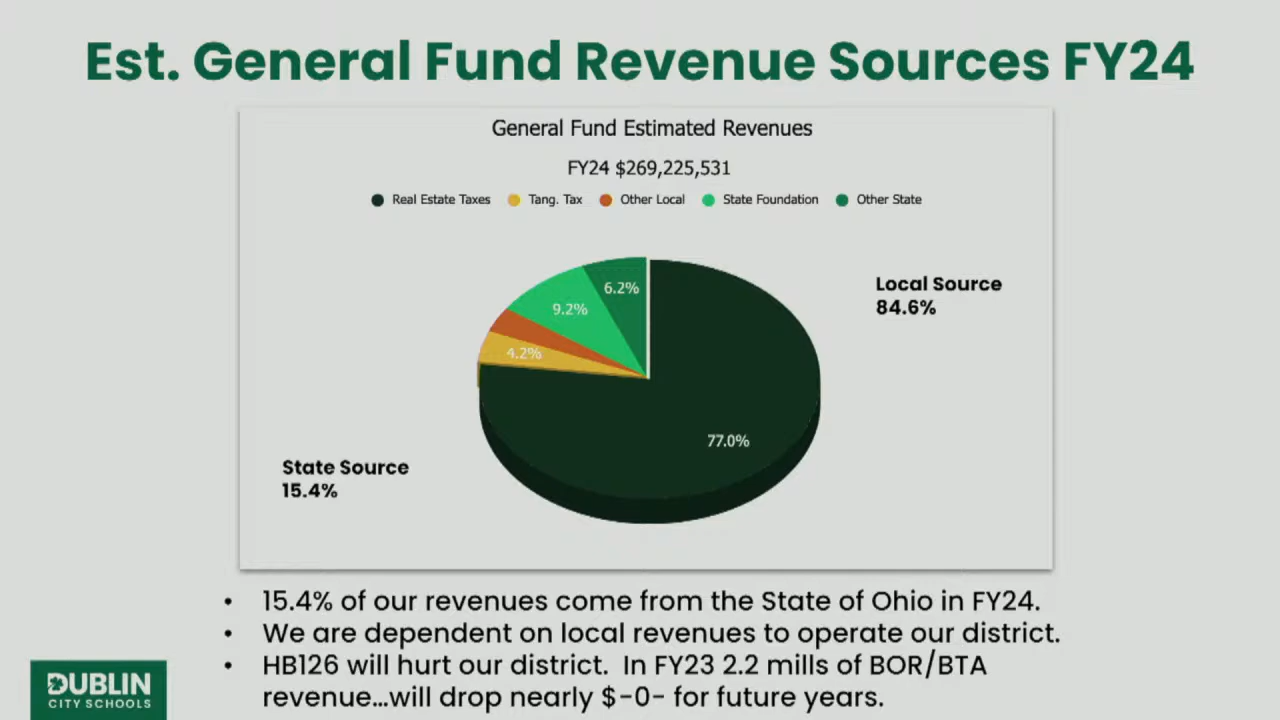 Est. General Fund Revenue Sources FY24
General Fund Estimated Revenues
FY24 $269,225,531
Real Estate Taxes Tang. Tax Other Local State Foundation Other State
6.2%
9.2%
4.2%
77.0%
Local Source
84.6%
State Source
15.4%
• 15.4% of our revenues come from the State of Ohio in FY24.
• We are dependent on local revenues to operate our district.
• HB126 will hurt our district. In FY23 2.2 mills of BOR/BTA
revenue...will drop nearly $-0- for future years.
DUBLIN
CITY SCHOOLS